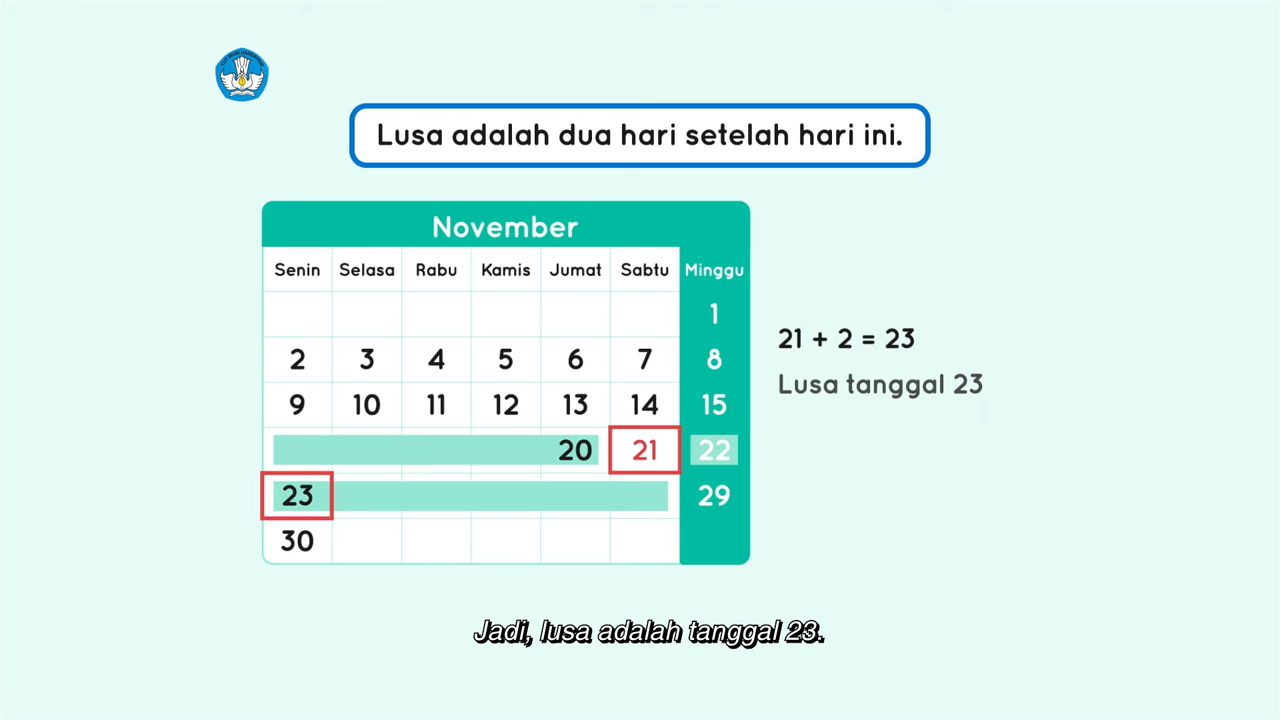 Lusa adalah dua hari setelah hari ini.
November
Senin Selasa Rabu Kamis Jumat Sabtu Minggu
1
2 3 4 5 6 7 8
9 10 11 12 13 14 15
20 21 22
23 29
30
21 + 2 = 23
Lusa tanggal 23
Jadi, lusa adalah tanggal 23.